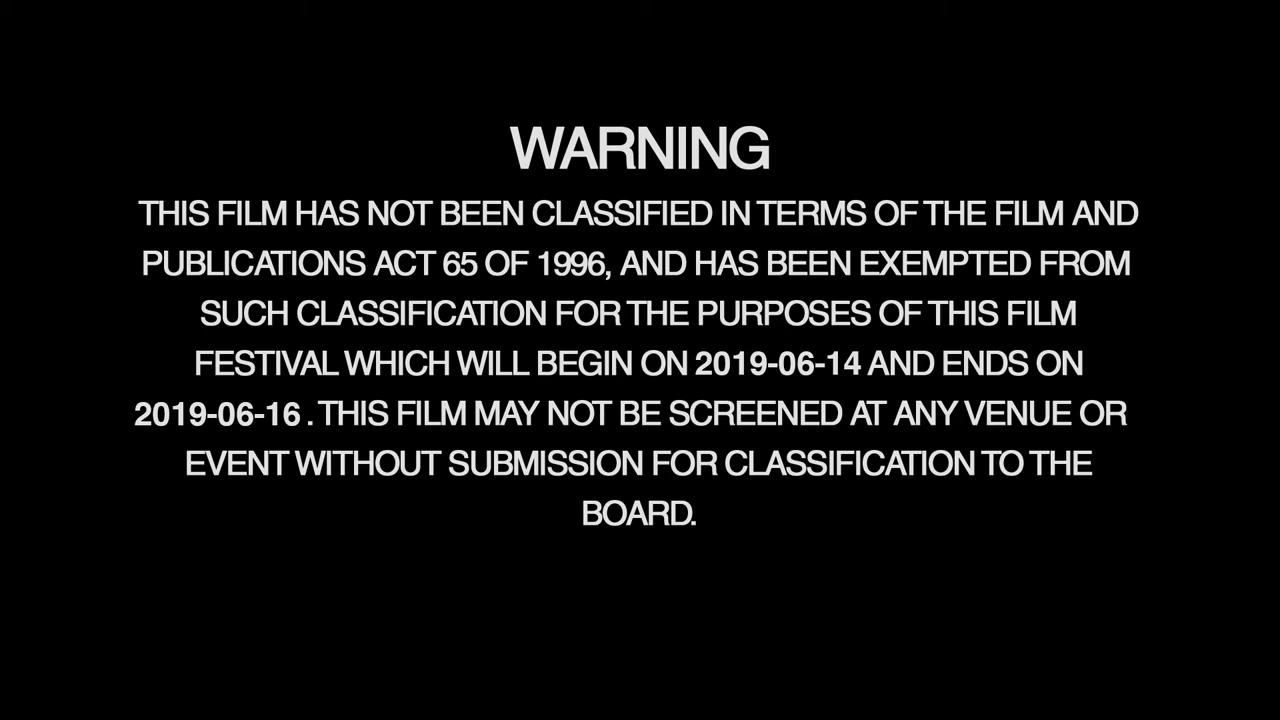 WARNING
THIS FILM HAS NOT BEEN CLASSIFIED IN TERMS OF THE FILM AND
PUBLICATIONS ACT 65 OF 1996, AND HAS BEEN EXEMPTED FROM
SUCH CLASSIFICATION FOR THE PURPOSES OF THIS FILM
FESTIVAL WHICH WILL BEGIN ON 2019-06-14 AND ENDS ON
2019-06-16 . THIS FILM MAY NOT BE SCREENED AT ANY VENUE OR
EVENT WITHOUT SUBMISSION FOR CLASSIFICATION TO THE
BOARD.